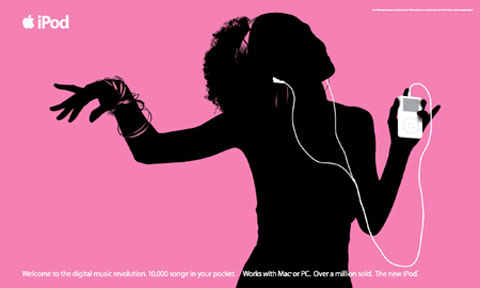 iPod
Welcome to the digital music revolution. 10,000 songs in your pocket. Works with Mac or PC. Over a million sold. The new iPod.